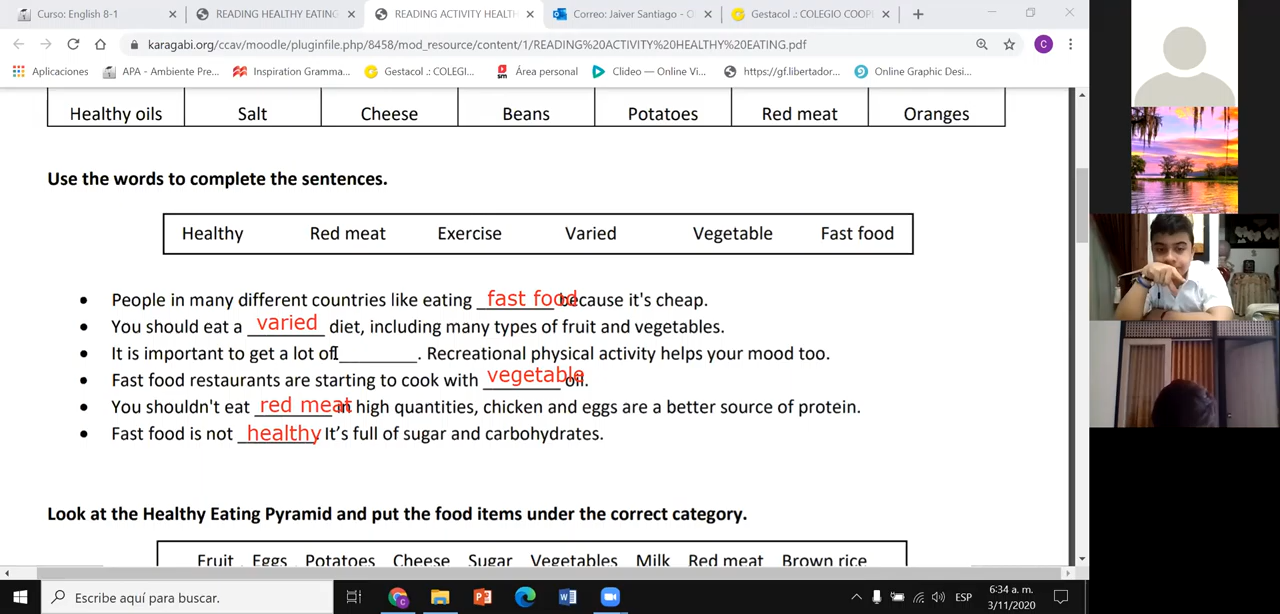 Curso: English 8-1
READING HEALTHY EATING
READING ACTIVITY HEALTH
Correo: Jaiver Santiago - O
Gestacol .: COLEGIO COOP
karagabi.org/ccav/moodle/pluginfile.php/8458/mod_resource/content/1/READING%20ACTIVITY%20HEALTHY%20EATING.pdf
Aplicaciones
APA - Ambiente Pre...
Inspiration Gramma...
Gestacol .: COLEGI...
Área personal
Clideo — Online Vi...
https://gf.libertador...
Online Graphic Desi...
Healthy oils Salt Cheese Beans Potatoes Red meat Oranges
Use the words to complete the sentences.
Healthy Red meat Exercise Varied Vegetable Fast food
• People in many different countries like eating fast food because it's cheap.
• You should eat a varied diet, including many types of fruit and vegetables.
• It is important to get a lot of ________. Recreational physical activity helps your mood too.
• Fast food restaurants are starting to cook with vegetable oil.
• You shouldn't eat red meat in high quantities, chicken and eggs are a better source of protein.
• Fast food is not healthy. It's full of sugar and carbohydrates.
Look at the Healthy Eating Pyramid and put the food items under the correct category.
Fruit Eggs Potatoes Cheese Sugar Vegetables Milk Red meat Brown rice
Escribe aquí para buscar.
ESP
6:34 a. m.
3/11/2020